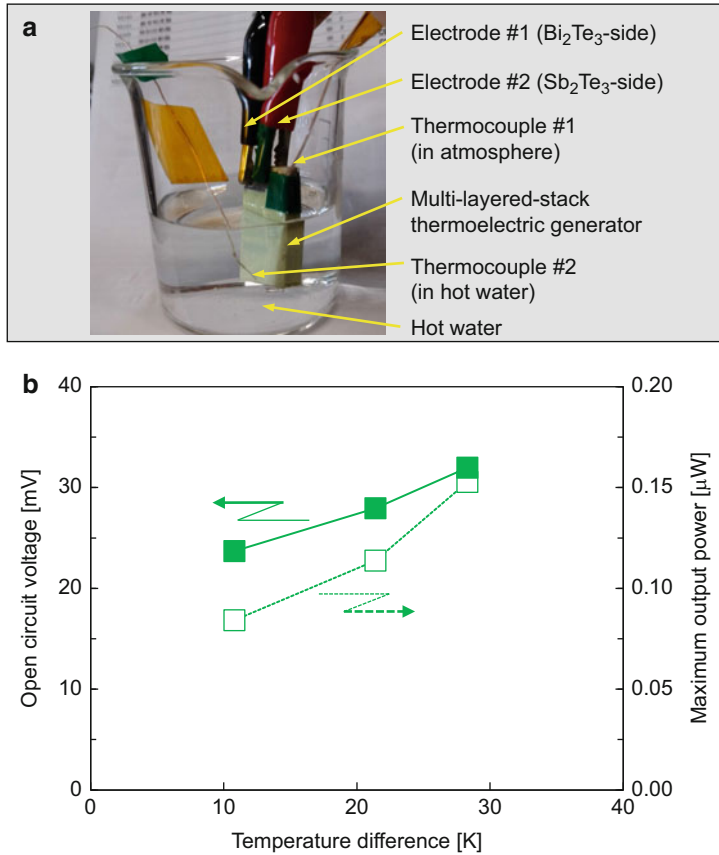 a
Electrode #1 (Bi₂Te₃-side)
Electrode #2 (Sb₂Te₃-side)
Thermocouple #1
(in atmosphere)
Multi-layered-stack
thermoelectric generator
Thermocouple #2
(in hot water)
Hot water
b
Open circuit voltage [mV]
40
30
20
10
0
0.20
0.15
0.10
0.05
0.00
Maximum output power [μW]
0
10
20
30
40
Temperature difference [K]